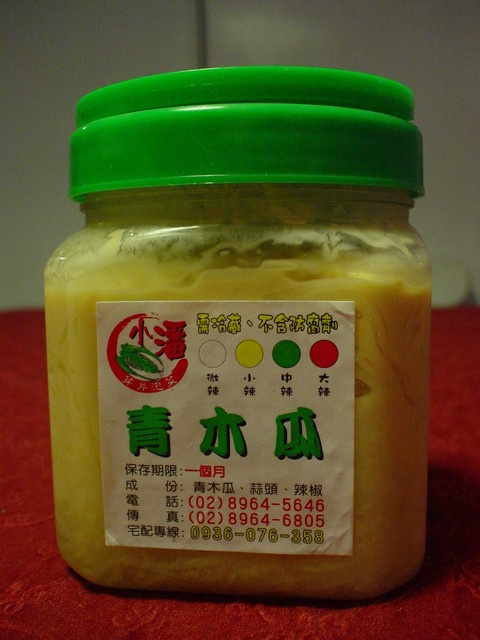 小潘
需冷藏、不含防腐劑
微辣 小辣 中辣 大辣
青木瓜
保存期限:一個月
成 份: 青木瓜、蒜頭、辣椒
電 話:(02)8964-5646
傳 真:(02)8964-6805
宅配專線:0936-076-358